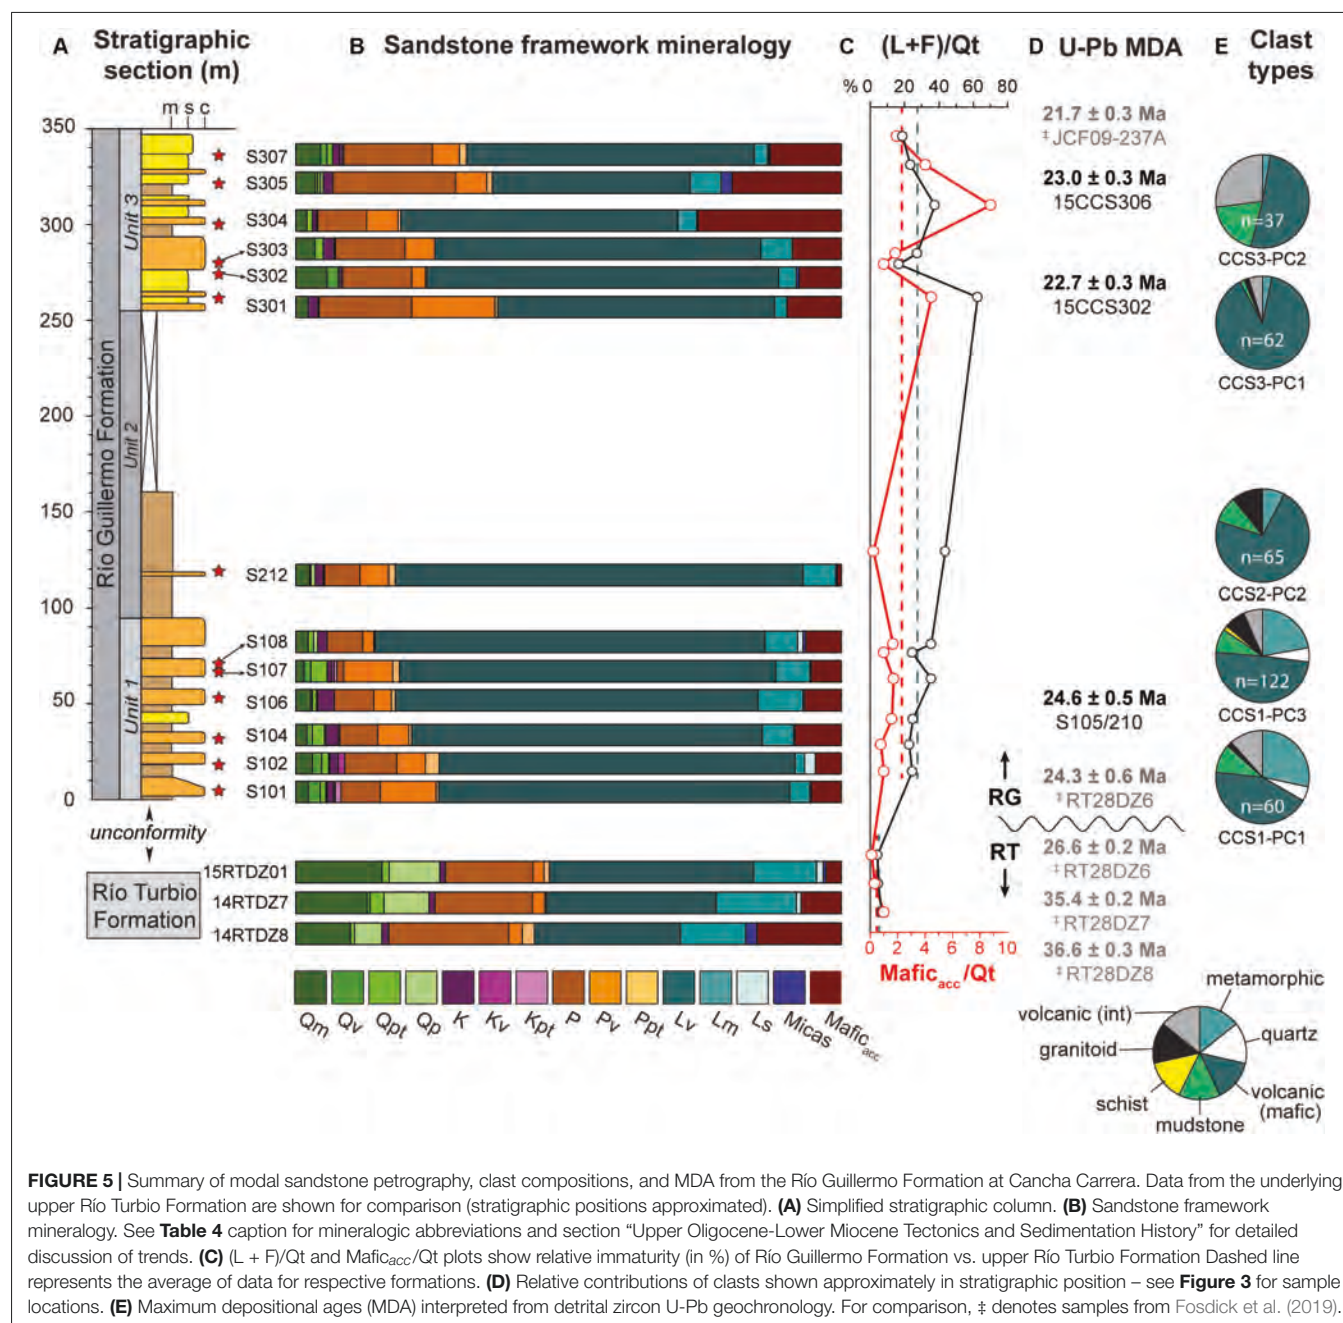 A Stratigraphic section (m)
B Sandstone framework mineralogy
C (L+F)/Qt
D U-Pb MDA
E Clast types
m s c
% 0 20 40 60 80
350
300
250
200
150
100
50
0
Río Guillermo Formation
Unit 3
Unit 2
Unit 1
unconformity
Río Turbio Formation
S307
S305
S304
S303
S302
S301
S212
S108
S107
S106
S104
S102
S101
15RTDZ01
14RTDZ7
14RTDZ8
Qm Qv Qpt Qp K Kv Kpt P Pv Ppt Lv Lm Ls Micas Maficacc
0 2 4 6 8 10
Maficacc/Qt
21.7 ± 0.3 Ma
‡JCF09-237A
23.0 ± 0.3 Ma
15CCS306
22.7 ± 0.3 Ma
15CCS302
24.6 ± 0.5 Ma
S105/210
24.3 ± 0.6 Ma
‡RT28DZ6
RG
RT
26.6 ± 0.2 Ma
‡RT28DZ6
35.4 ± 0.2 Ma
‡RT28DZ7
36.6 ± 0.3 Ma
‡RT28DZ8
n=37
CCS3-PC2
n=62
CCS3-PC1
n=65
CCS2-PC2
n=122
CCS1-PC3
n=60
CCS1-PC1
metamorphic
volcanic (int)
quartz
granitoid
volcanic (mafic)
schist
mudstone
FIGURE 5 | Summary of modal sandstone petrography, clast compositions, and MDA from the Río Guillermo Formation at Cancha Carrera. Data from the underlying
upper Río Turbio Formation are shown for comparison (stratigraphic positions approximated). (A) Simplified stratigraphic column. (B) Sandstone framework
mineralogy. See Table 4 caption for mineralogic abbreviations and section “Upper Oligocene-Lower Miocene Tectonics and Sedimentation History” for detailed
discussion of trends. (C) (L + F)/Qt and Maficacc/Qt plots show relative immaturity (in %) of Río Guillermo Formation vs. upper Río Turbio Formation Dashed line
represents the average of data for respective formations. (D) Relative contributions of clasts shown approximately in stratigraphic position – see Figure 3 for sample
locations. (E) Maximum depositional ages (MDA) interpreted from detrital zircon U-Pb geochronology. For comparison, ‡ denotes samples from Fosdick et al. (2019).